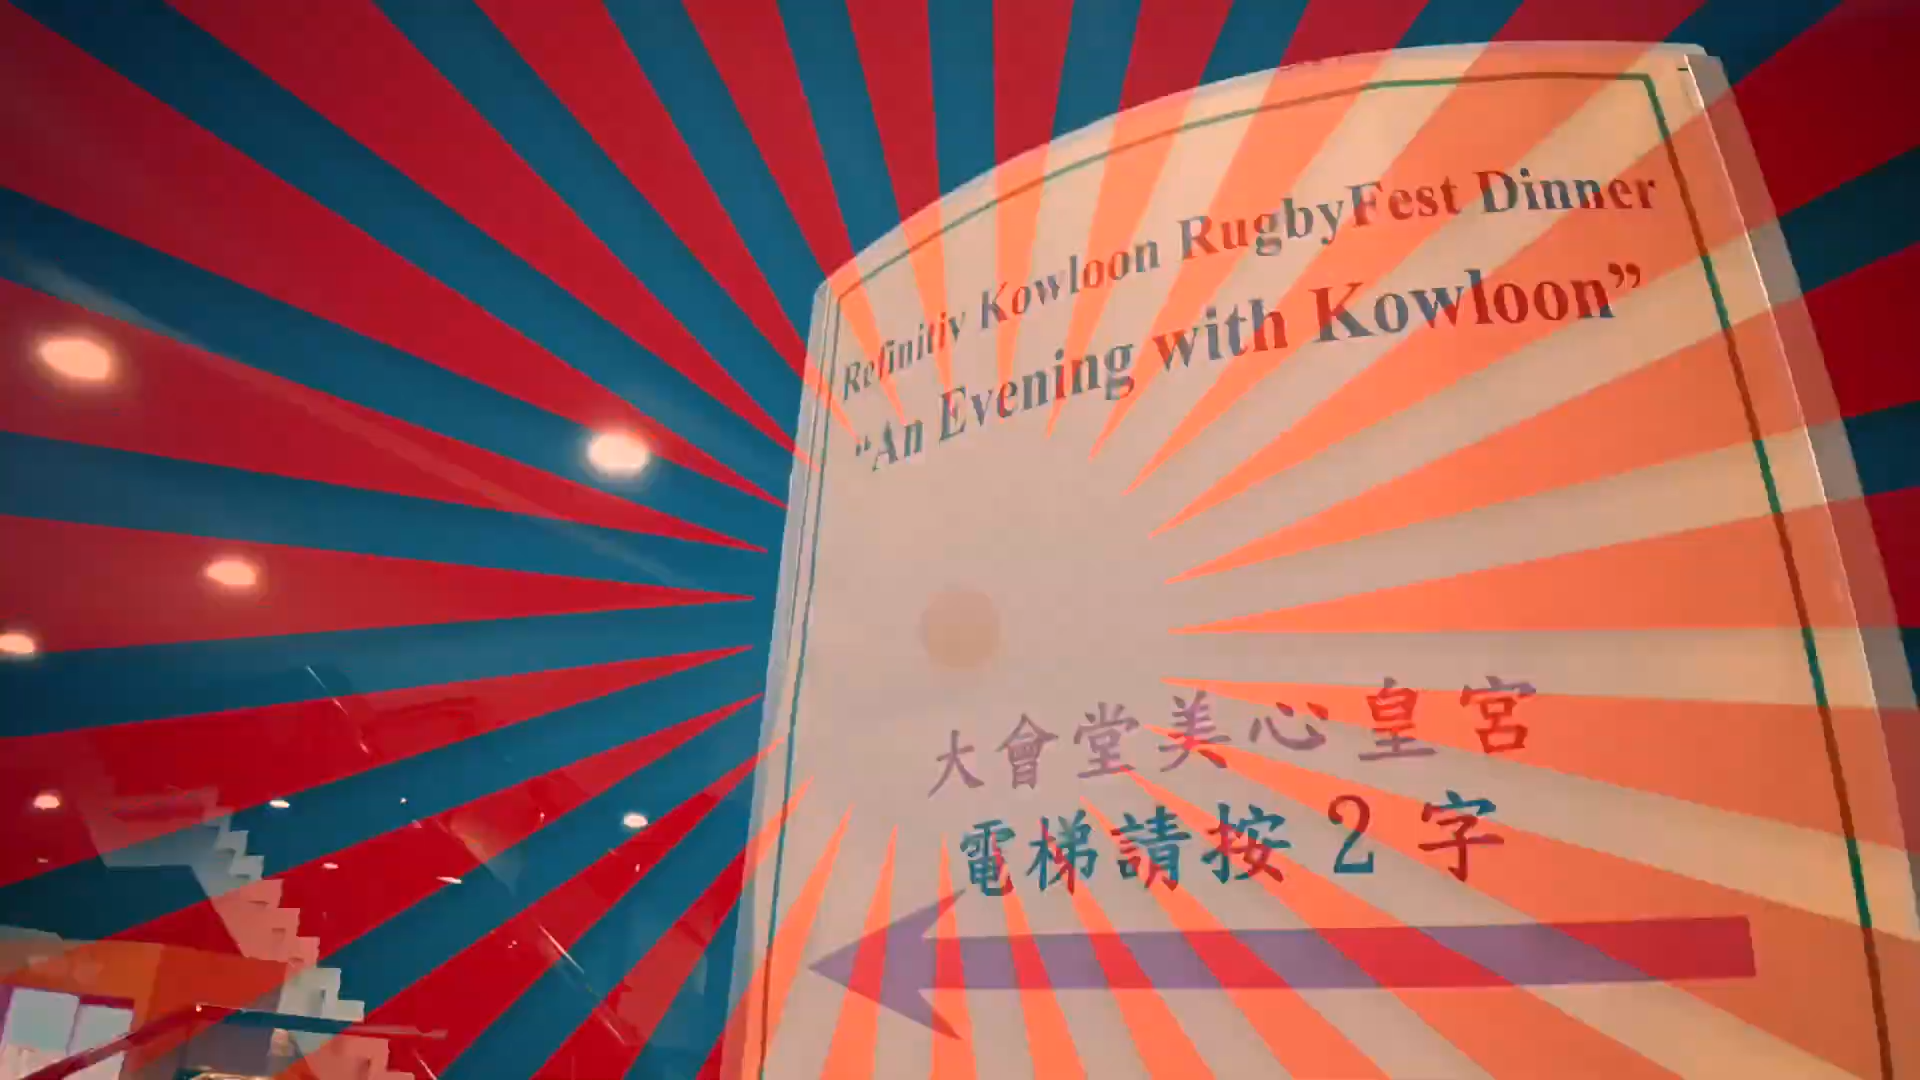 Refinitiv Kowloon RugbyFest Dinner
“An Evening with Kowloon”
大會堂美心皇宮
電梯請按 2 字